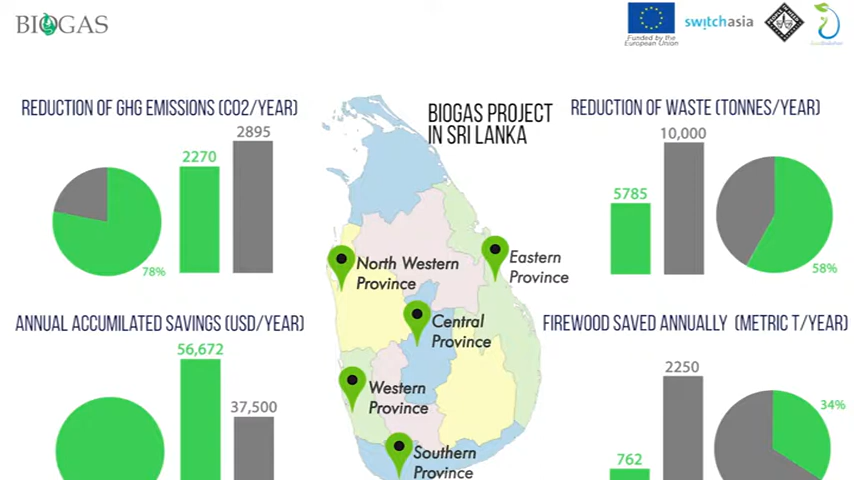 BIOGAS
Funded by the
European Union
switchasia
REDUCTION OF GHG EMISSIONS (CO2/YEAR)
2895
2270
78%
BIOGAS PROJECT
IN SRI LANKA
REDUCTION OF WASTE (TONNES/YEAR)
10,000
5785
58%
North Western
Province
Eastern
Province
Central
Province
Western
Province
Southern
Province
ANNUAL ACCUMILATED SAVINGS (USD/YEAR)
56,672
37,500
FIREWOOD SAVED ANNUALLY (METRIC T/YEAR)
2250
762
34%